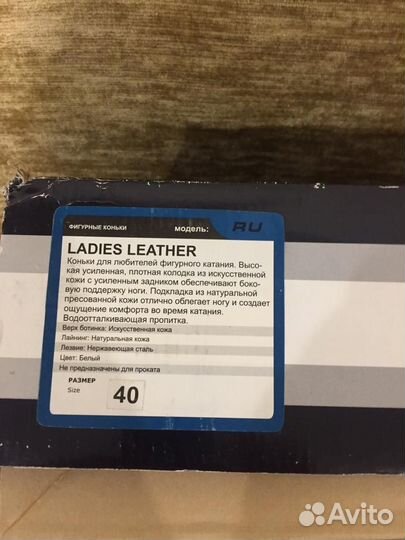 ФИГУРНЫЕ КОНЬКИ модель: RU
LADIES LEATHER
Коньки для любителей фигурного катания. Высо-
кая усиленная, плотная колодка из искусственной
кожи с усиленным задником обеспечивают боко-
вую поддержку ноги. Подкладка из натуральной
пресованной кожи отлично облегает ногу и создает
ощущение комфорта во время катания.
Водоотталкивающая пропитка.
Верх ботинка: Искусственная кожа
Лайнинг: Натуральная кожа
Лезвие: Нержавеющая сталь
Цвет: Белый
Не предназначены для проката
РАЗМЕР
Size
40
Avito